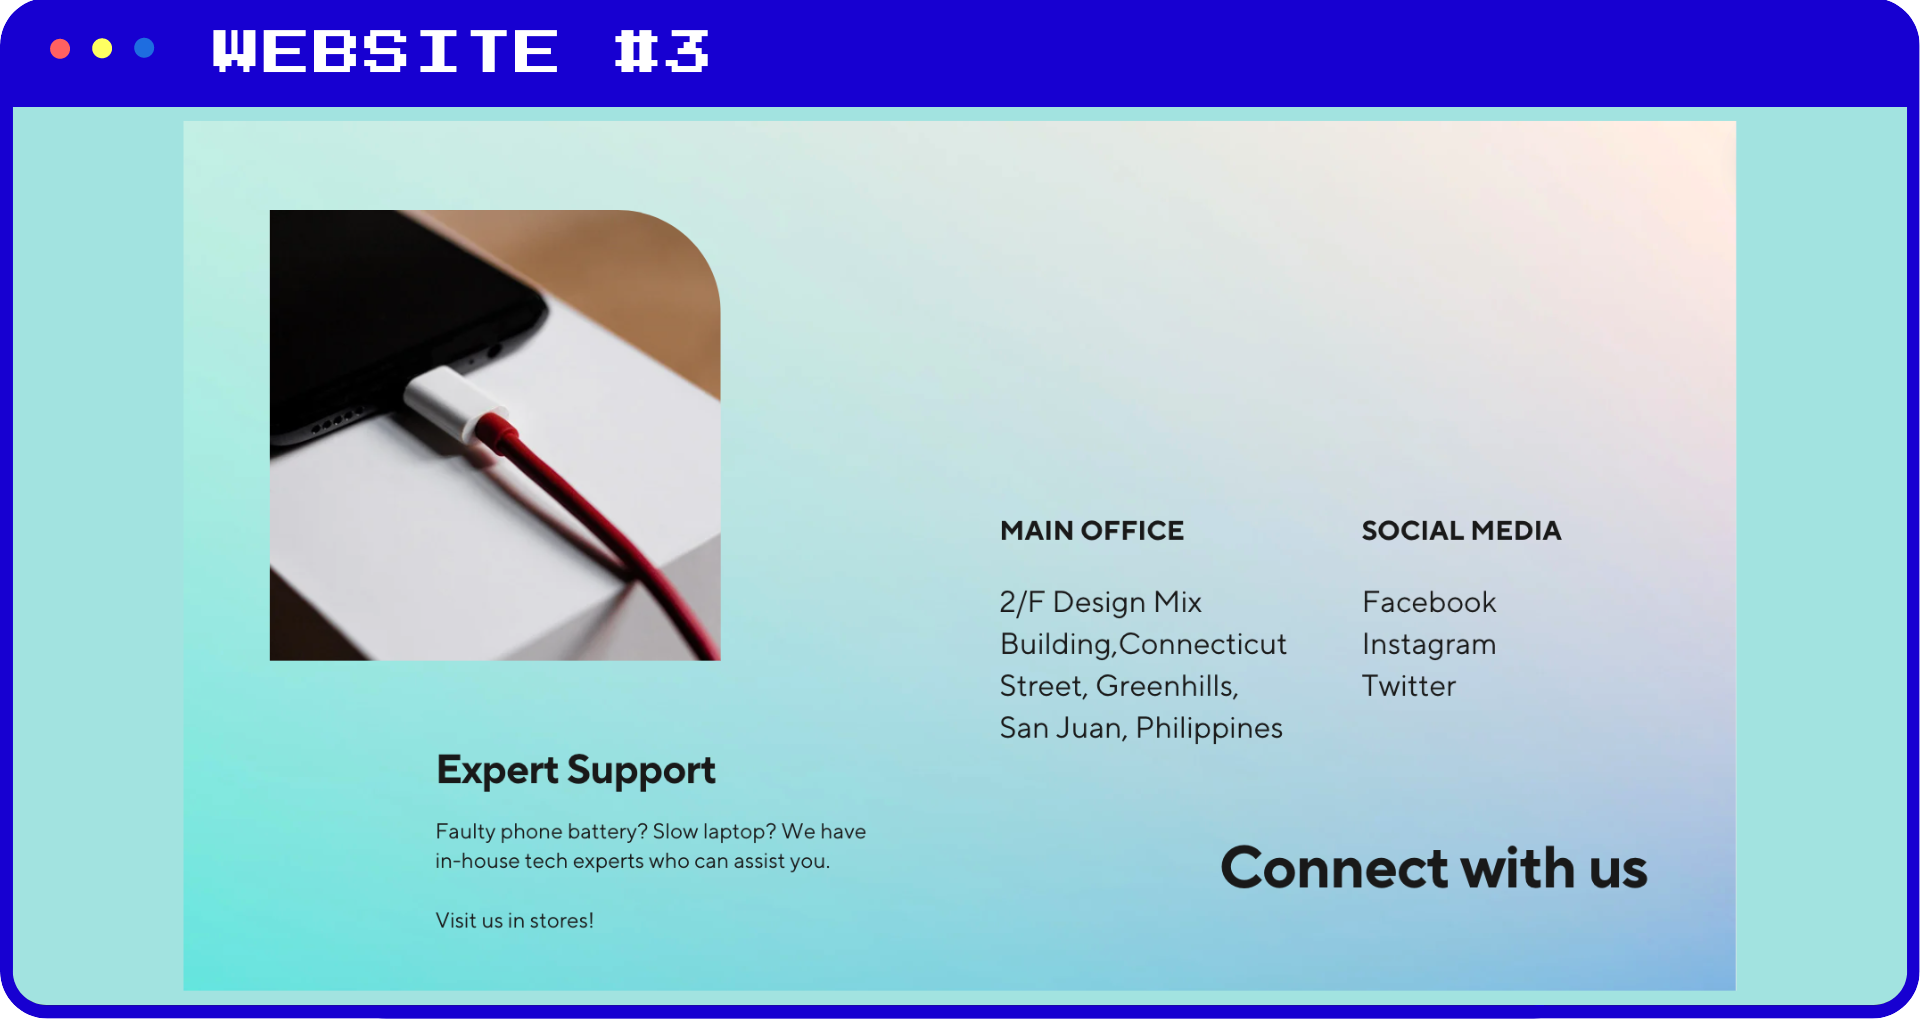 WEBSITE #3
Expert Support
Faulty phone battery? Slow laptop? We have
in-house tech experts who can assist you.
Visit us in stores!
MAIN OFFICE
2/F Design Mix
Building,Connecticut
Street, Greenhills,
San Juan, Philippines
SOCIAL MEDIA
Facebook
Instagram
Twitter
Connect with us